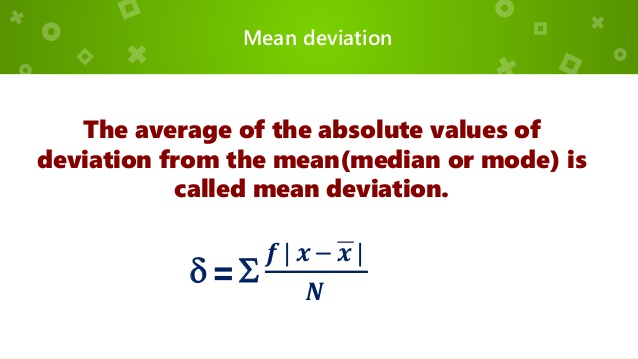 Mean deviation
The average of the absolute values of
deviation from the mean(median or mode) is
called mean deviation.
δ = Σ f | x − x̅ | / N